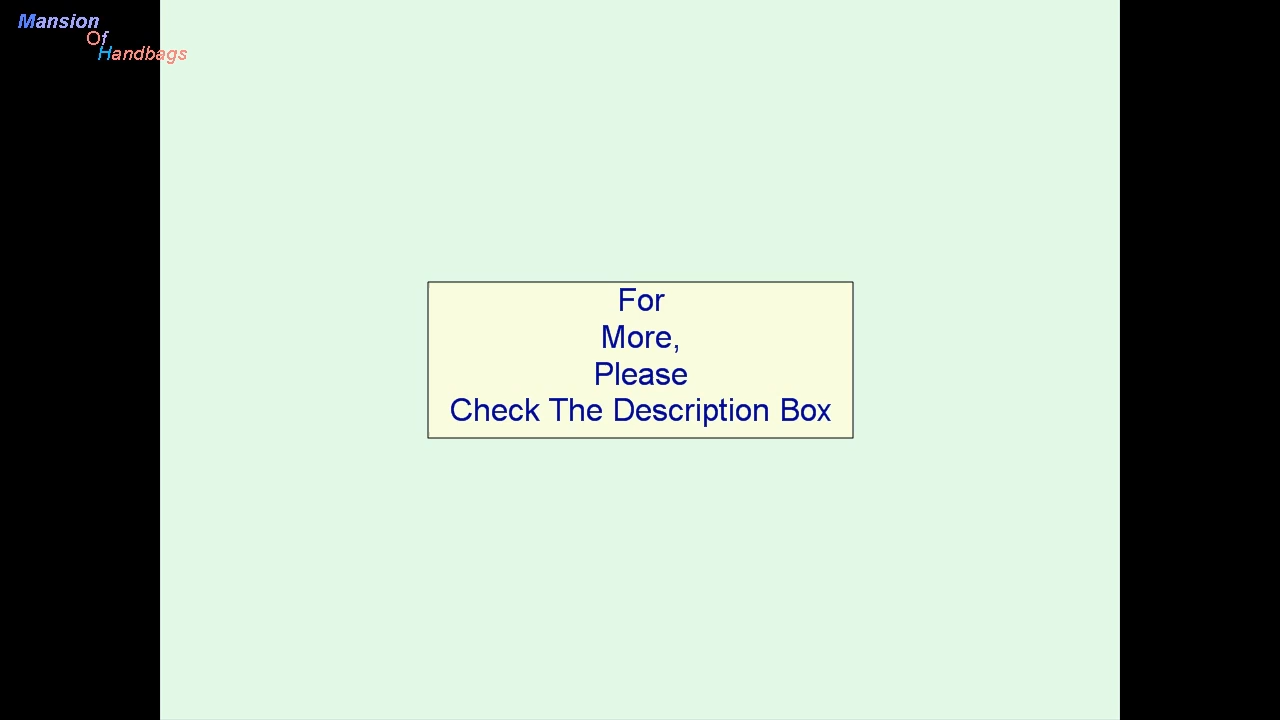 Mansion
Of
Handbags
For
More,
Please
Check The Description Box